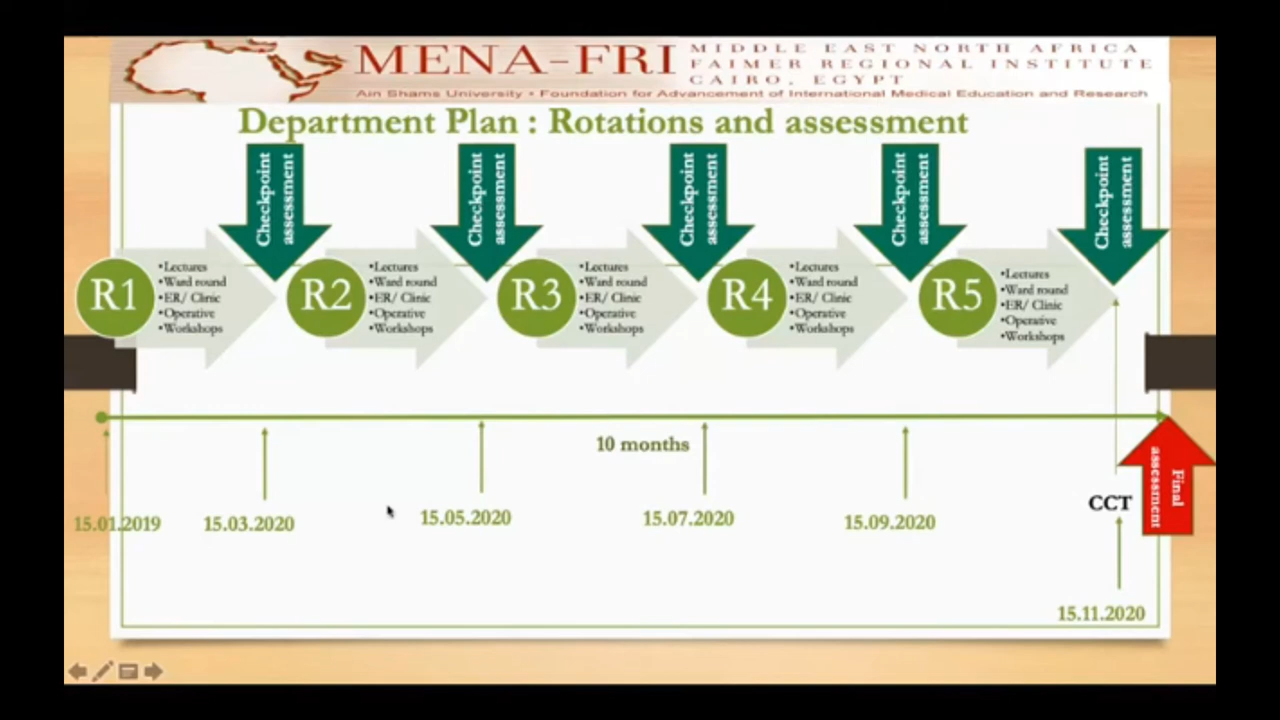 MENA-FRI
MIDDLE EAST NORTH AFRICA
FAIMER REGIONAL INSTITUTE
CAIRO, EGYPT
Ain Shams University • Foundation for Advancement of International Medical Education and Research
Department Plan : Rotations and assessment
Checkpoint
assessment
Checkpoint
assessment
Checkpoint
assessment
Checkpoint
assessment
Checkpoint
assessment
R1
•Lectures
•Ward round
•ER/ Clinic
•Operative
•Workshops
R2
•Lectures
•Ward round
•ER/ Clinic
•Operative
•Workshops
R3
•Lectures
•Ward round
•ER/ Clinic
•Operative
•Workshops
R4
•Lectures
•Ward round
•ER/ Clinic
•Operative
•Workshops
R5
•Lectures
•Ward round
•ER/ Clinic
•Operative
•Workshops
10 months
15.01.2019
15.03.2020
15.05.2020
15.07.2020
15.09.2020
CCT
Final
assessment
15.11.2020